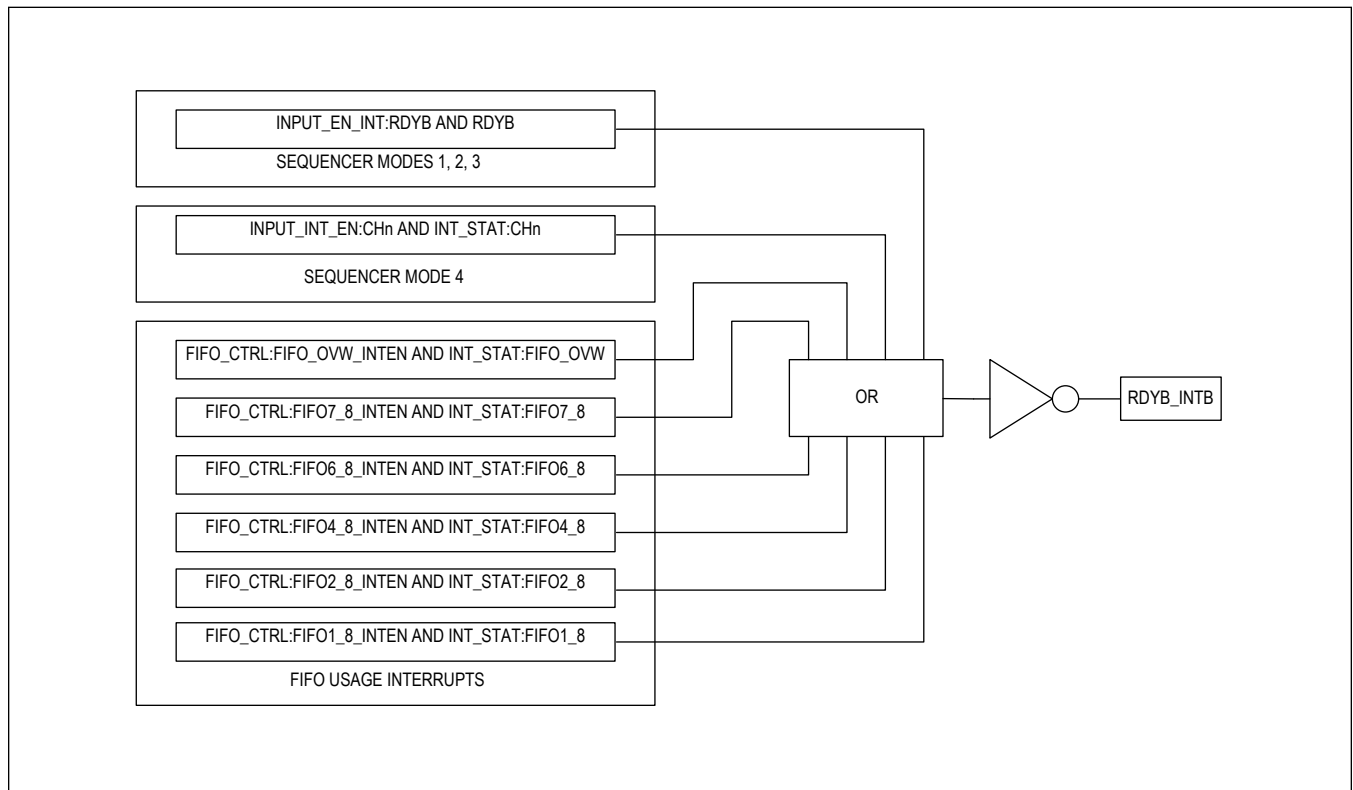 INPUT_EN_INT:RDYB AND RDYB
SEQUENCER MODES 1, 2, 3
INPUT_INT_EN:CHn AND INT_STAT:CHn
SEQUENCER MODE 4
FIFO_CTRL:FIFO_OVW_INTEN AND INT_STAT:FIFO_OVW
FIFO_CTRL:FIFO7_8_INTEN AND INT_STAT:FIFO7_8
FIFO_CTRL:FIFO6_8_INTEN AND INT_STAT:FIFO6_8
FIFO_CTRL:FIFO4_8_INTEN AND INT_STAT:FIFO4_8
FIFO_CTRL:FIFO2_8_INTEN AND INT_STAT:FIFO2_8
FIFO_CTRL:FIFO1_8_INTEN AND INT_STAT:FIFO1_8
FIFO USAGE INTERRUPTS
OR
RDYB_INTB